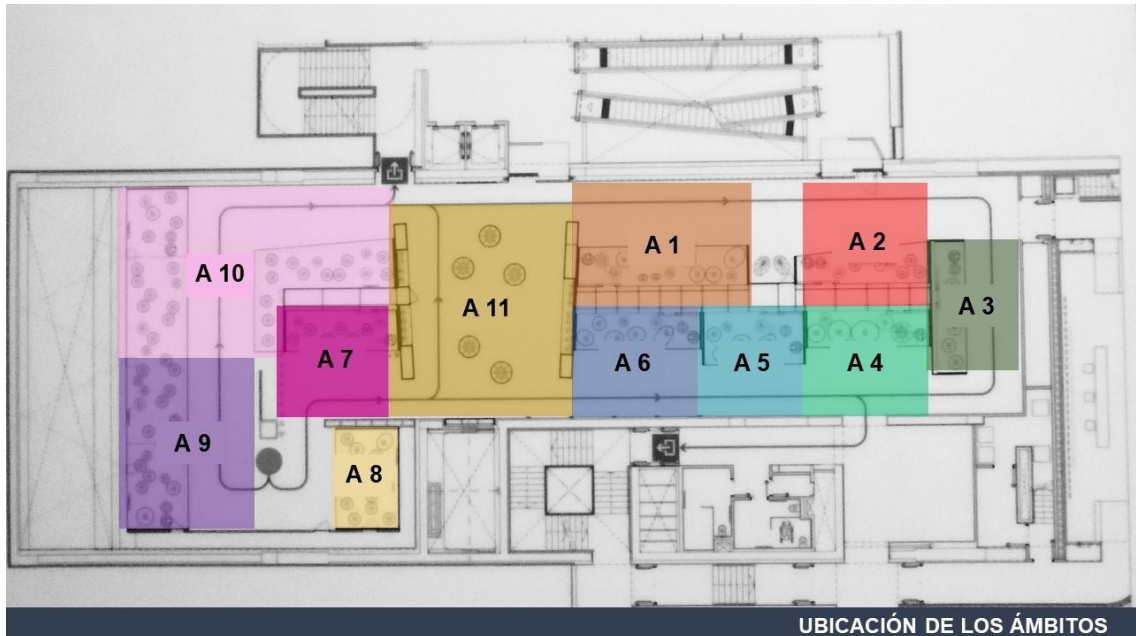 A 1
A 2
A 3
A 10
A 11
A 7
A 6
A 5
A 4
A 9
A 8
UBICACIÓN DE LOS ÁMBITOS